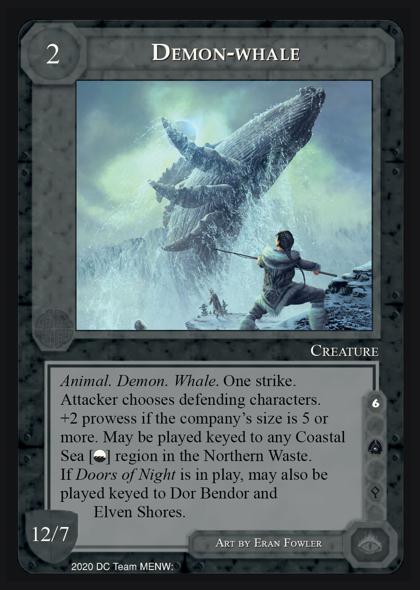 2
DEMON-WHALE
CREATURE
Animal. Demon. Whale. One strike.
Attacker chooses defending characters.
+2 prowess if the company's size is 5 or
more. May be played keyed to any Coastal
Sea [] region in the Northern Waste.
If Doors of Night is in play, may also be
played keyed to Dor Bendor and
Elven Shores.
6
12/7
ART BY ERAN FOWLER
2020 DC Team MENW: